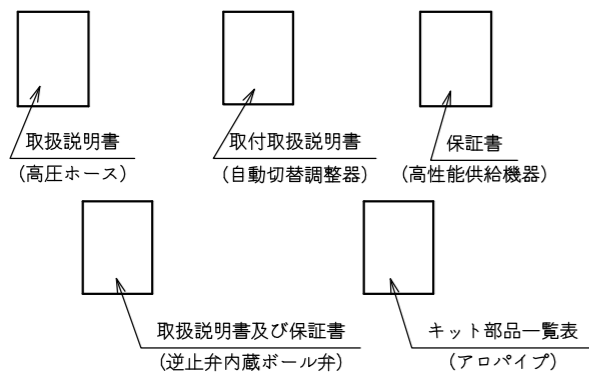 取扱説明書
(高圧ホース)
取付取扱説明書
(自動切替調整器)
保証書
(高性能供給機器)
取扱説明書及び保証書
(逆止弁内蔵ボール弁)
キット部品一覧表
(アロパイプ)